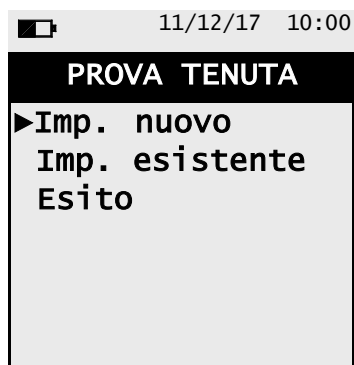 11/12/17 10:00
PROVA TENUTA
►Imp. nuovo
Imp. esistente
Esito